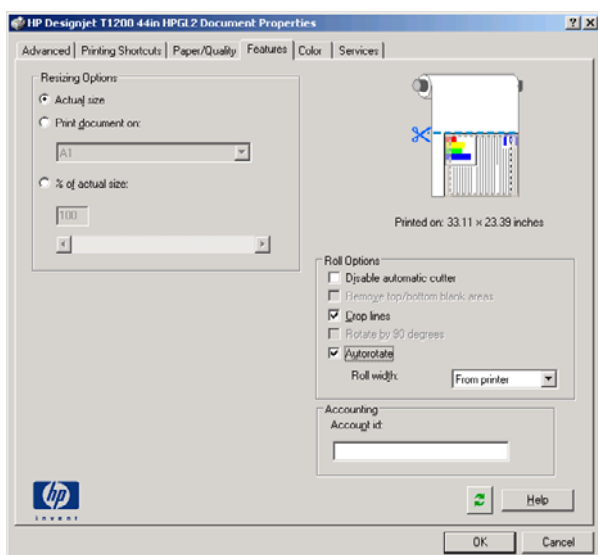 HP Designjet T1200 44in HPGL2 Document Properties
Advanced Printing Shortcuts Paper/Quality Features Color Services
Resizing Options
Actual size
Print document on:
A1
% of actual size:
100
Printed on: 33.11 × 23.39 inches
Roll Options
Disable automatic cutter
Remove top/bottom blank areas
Crop lines
Rotate by 90 degrees
Autorotate
Roll width: From printer
Accounting
Account id:
hp
invent
Help
OK Cancel